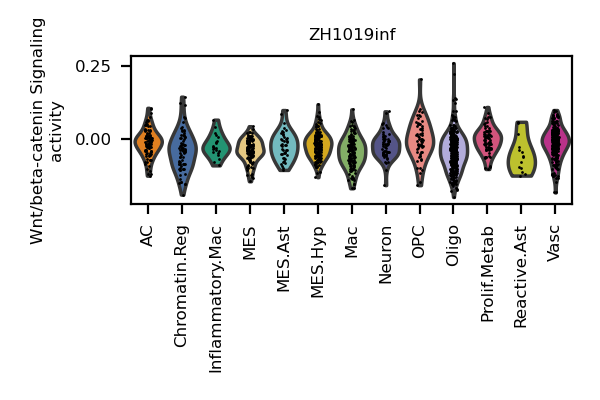 ZH1019inf
Wnt/beta-catenin Signaling
activity
0.25
0.00
AC
Chromatin.Reg
Inflammatory.Mac
MES
MES.Ast
MES.Hyp
Mac
Neuron
OPC
Oligo
Prolif.Metab
Reactive.Ast
Vasc